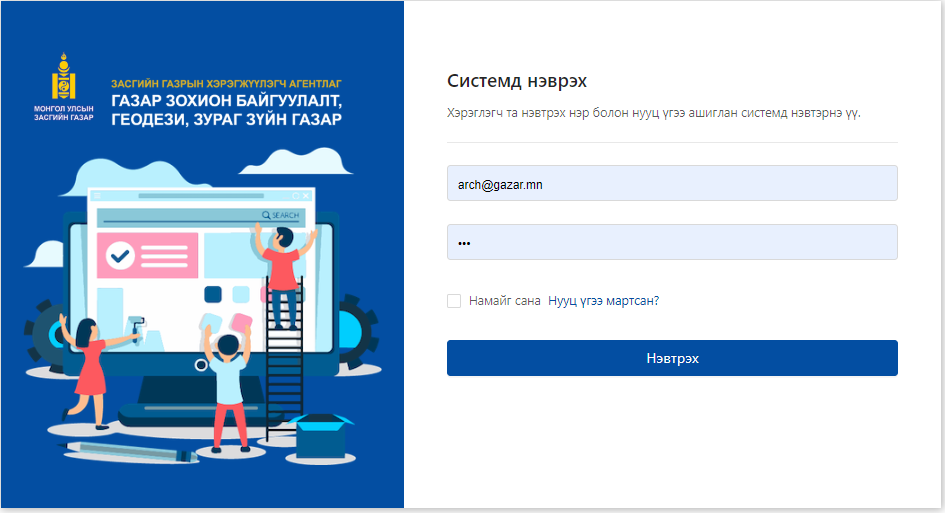 ЗАСГИЙН ГАЗРЫН ХЭРЭГЖҮҮЛЭГЧ АГЕНТЛАГ
ГАЗАР ЗОХИОН БАЙГУУЛАЛТ,
ГЕОДЕЗИ, ЗУРАГ ЗҮЙН ГАЗАР
МОНГОЛ УЛСЫН
ЗАСГИЙН ГАЗАР
SEARCH
Системд нэврэх
Хэрэглэгч та нэвтрэх нэр болон нууц үгээ ашиглан системд нэвтэрнэ үү.
arch@gazar.mn
•••
Намайг сана Нууц үгээ мартсан?
Нэвтрэх